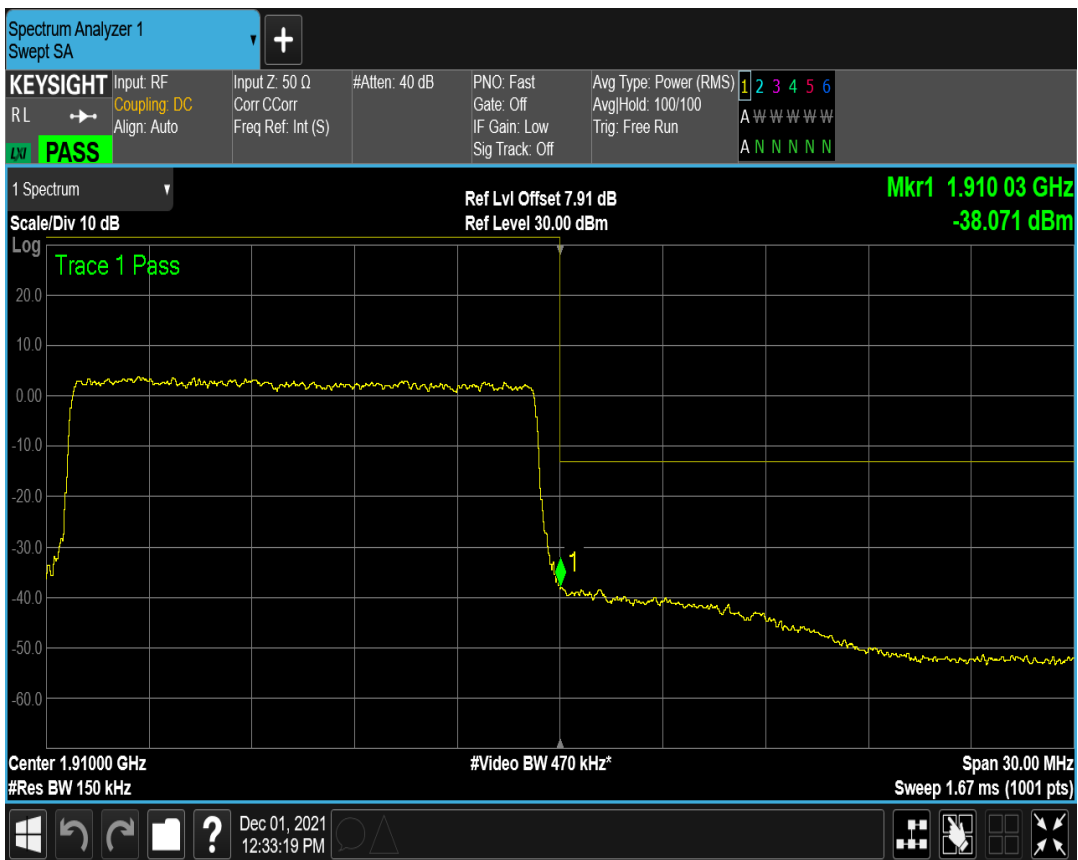 Spectrum Analyzer 1
Swept SA
+
KEYSIGHT
RL
LXI
PASS
Input: RF
Coupling: DC
Align: Auto
Input Z: 50 Ω
Corr CCorr
Freq Ref: Int (S)
#Atten: 40 dB
PNO: Fast
Gate: Off
IF Gain: Low
Sig Track: Off
Avg Type: Power (RMS)
Avg|Hold: 100/100
Trig: Free Run
1 2 3 4 5 6
A W W W W W
A N N N N N
1 Spectrum
Scale/Div 10 dB
Ref Lvl Offset 7.91 dB
Ref Level 30.00 dBm
Mkr1 1.910 03 GHz
-38.071 dBm
Log
Trace 1 Pass
20.0
10.0
0.00
-10.0
-20.0
-30.0
1
-40.0
-50.0
-60.0
Center 1.91000 GHz
#Video BW 470 kHz*
Span 30.00 MHz
#Res BW 150 kHz
Sweep 1.67 ms (1001 pts)
?
Dec 01, 2021
12:33:19 PM